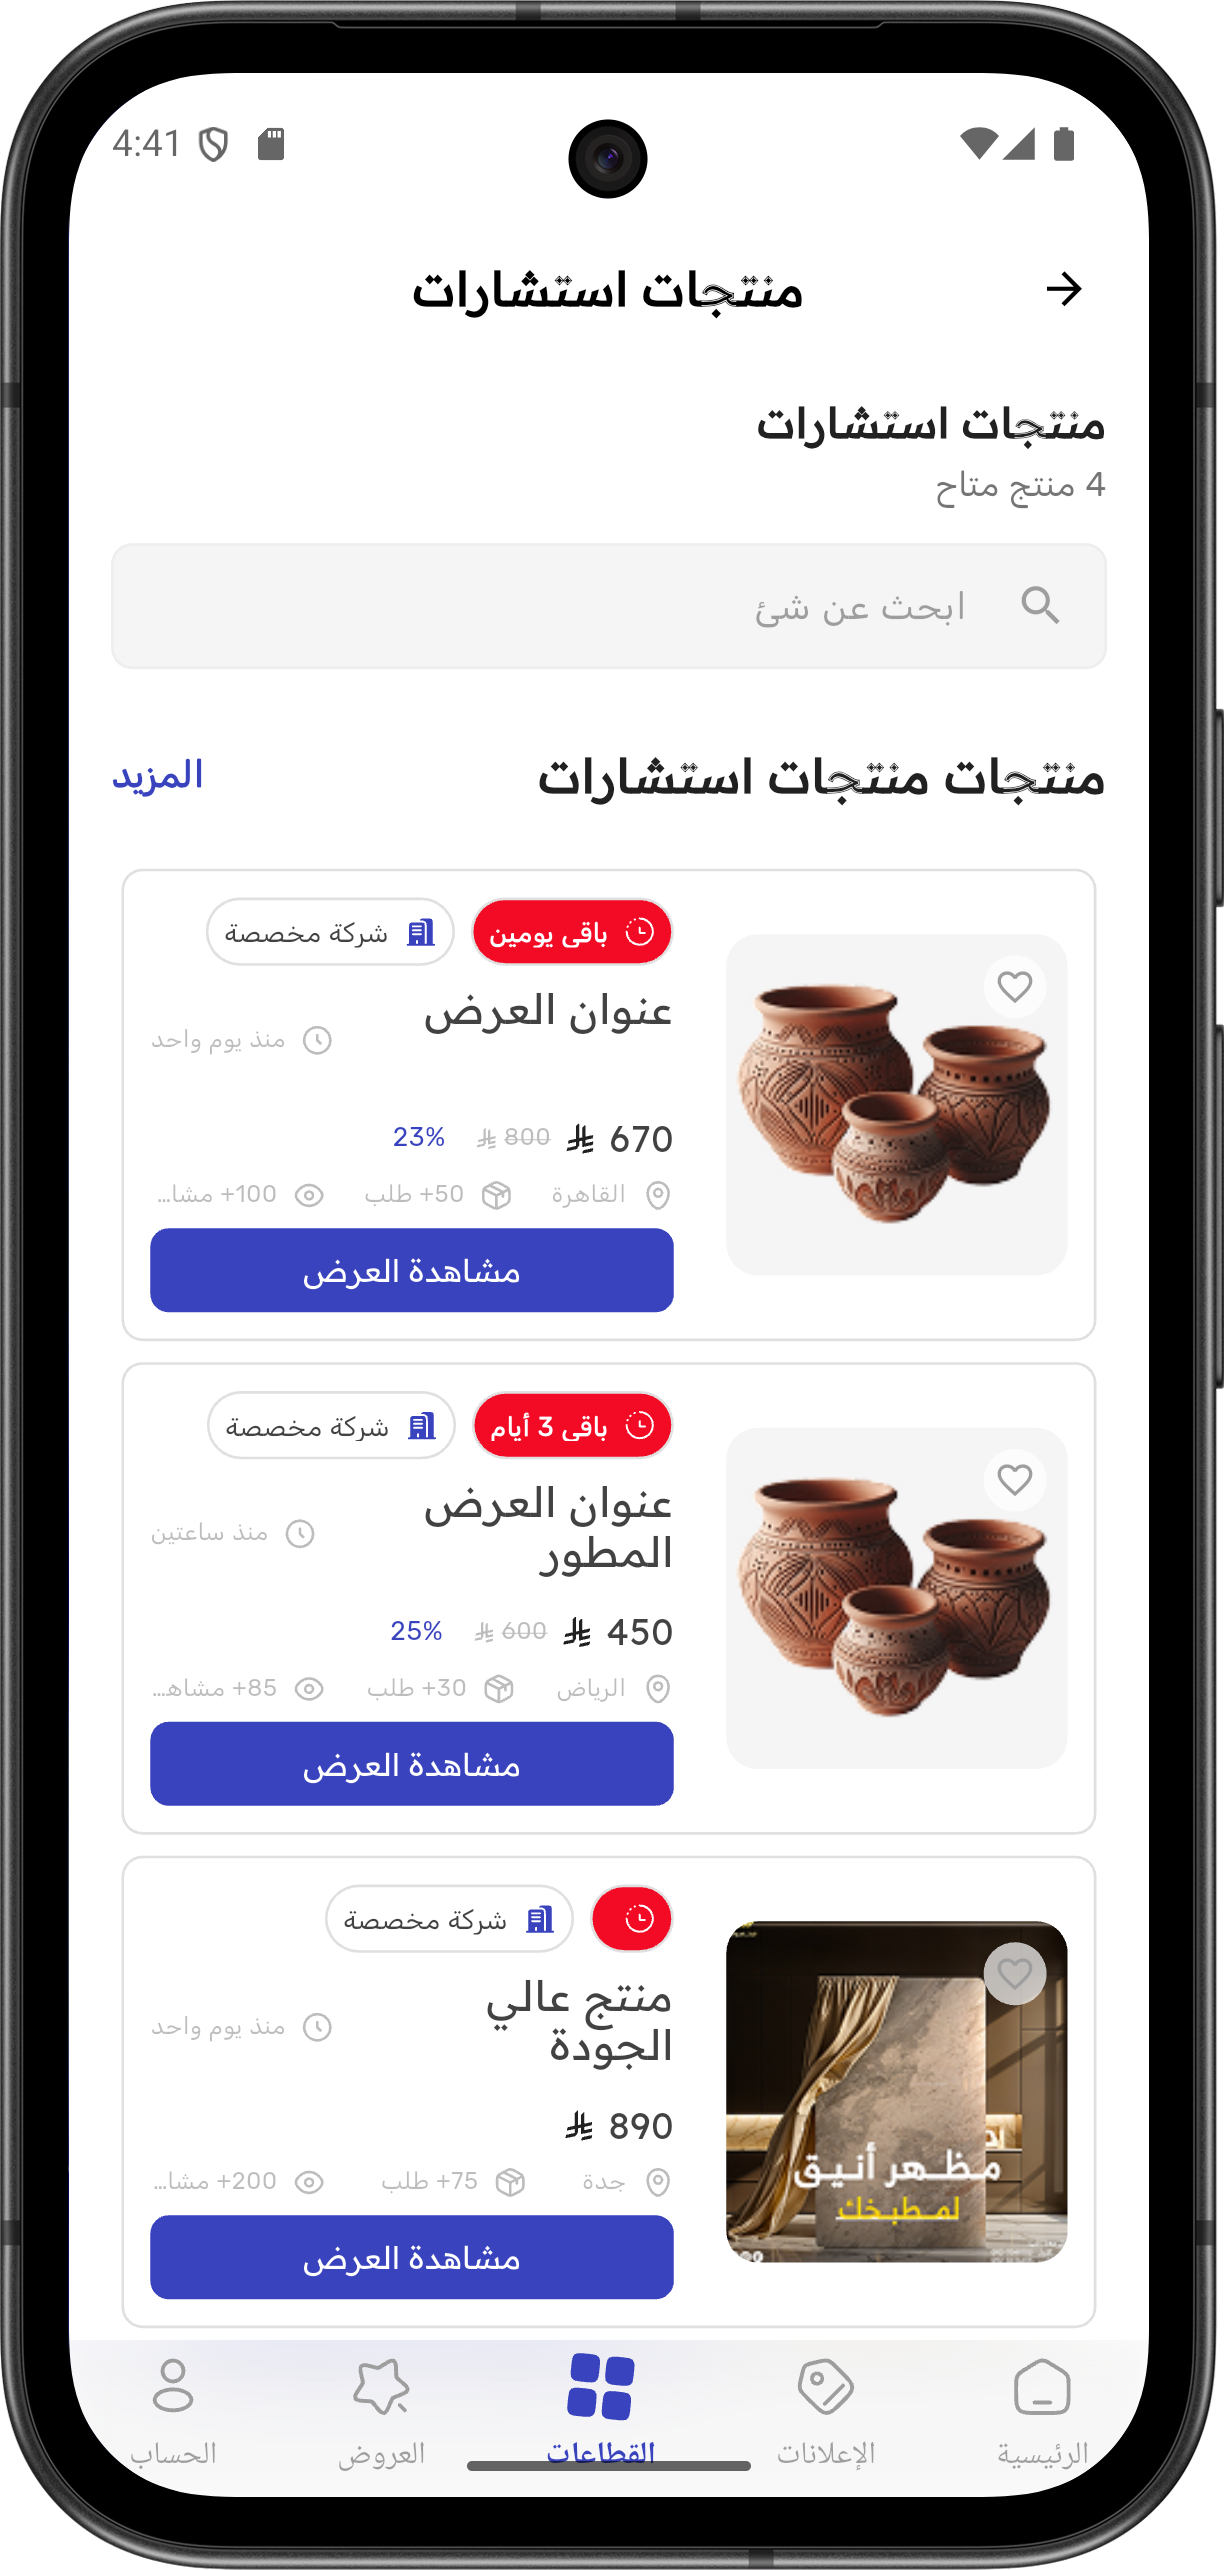 4:41
منتجات استشارات
منتجات استشارات
4 منتج متاح
ابحث عن شئ
منتجات منتجات استشارات
المزيد
باقى يومين
شركة مخصصة
عنوان العرض
منذ يوم واحد
670 800 23%
القاهرة
50+ طلب
100+ مشا...
مشاهدة العرض
باقى 3 أيام
شركة مخصصة
عنوان العرض
المطور
منذ ساعتين
450 600 25%
الرياض
30+ طلب
85+ مشاهـ...
مشاهدة العرض
شركة مخصصة
منتج عالي
الجودة
منذ يوم واحد
890
جدة
75+ طلب
200+ مشا...
مشاهدة العرض
مظهر أنيق
لمطبخك
الرئيسية
الإعلانات
القطاعات
العروض
الحساب